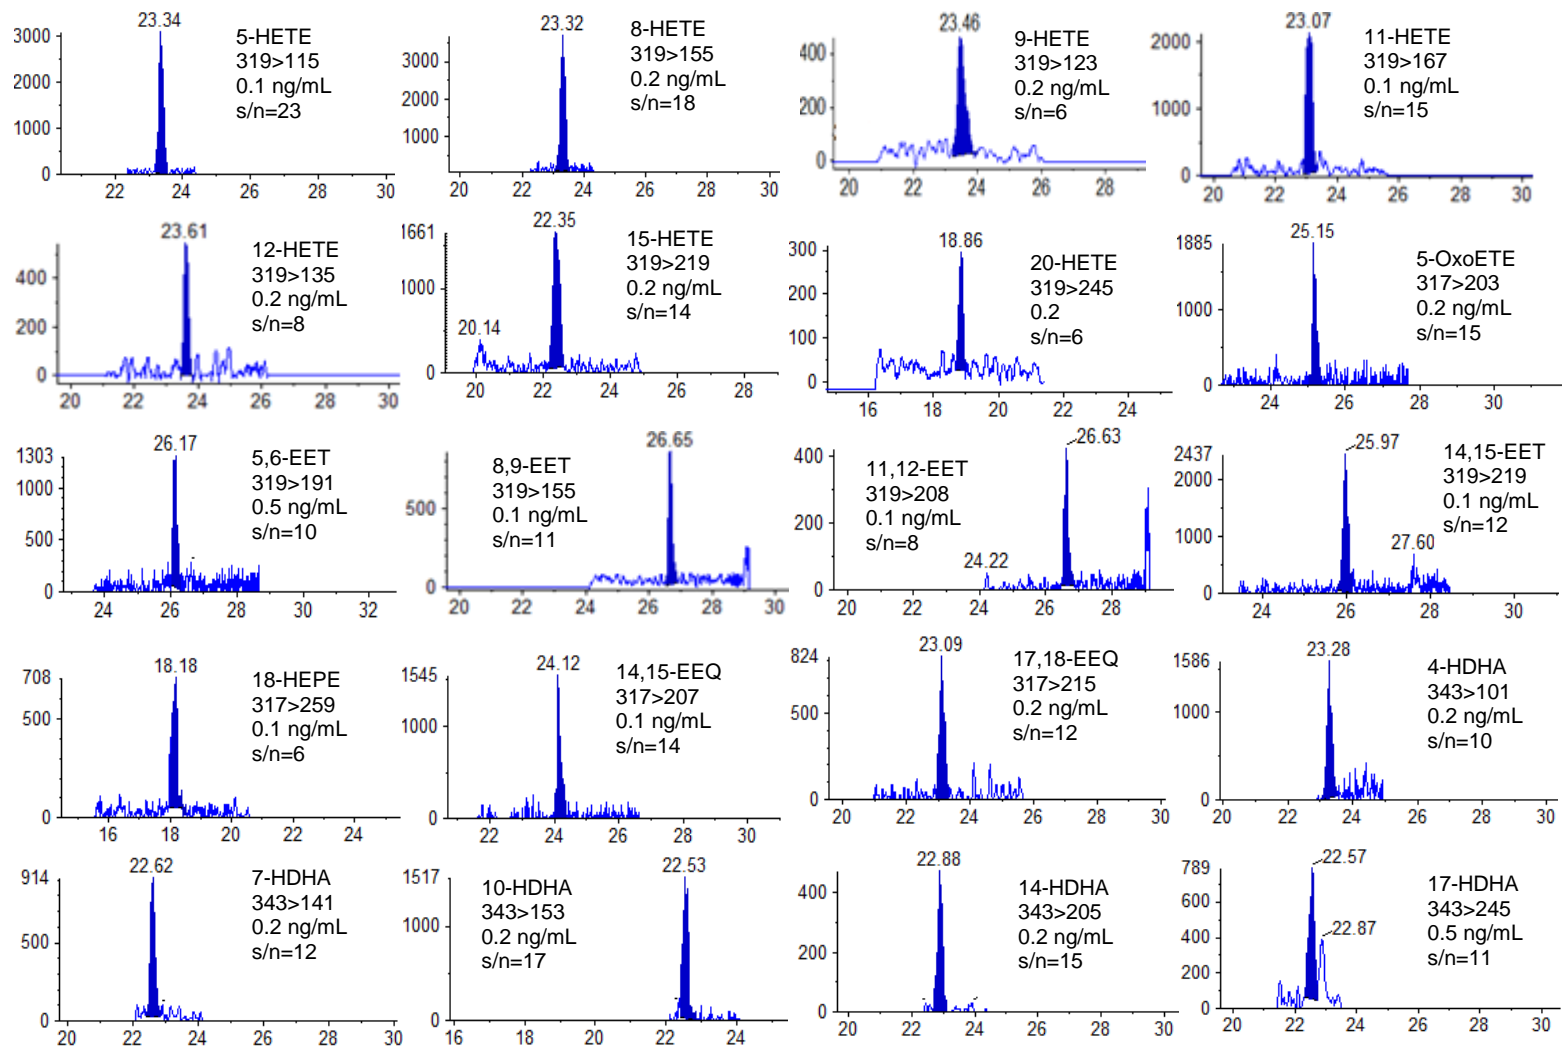 23.34
5-HETE
319>115
0.1 ng/mL
s/n=23
3000
2000
1000
0
22 24 26 28 30
23.32
8-HETE
319>155
0.2 ng/mL
s/n=18
3000
2000
1000
20 22 24 26 28 30
23.46
9-HETE
319>123
0.2 ng/mL
s/n=6
400
200
0
20 22 24 26 28
23.07
11-HETE
319>167
0.1 ng/mL
s/n=15
2000
1000
0
20 22 24 26 28 30
23.61
12-HETE
319>135
0.2 ng/mL
s/n=8
400
200
0
20 22 24 26 28 30
22.35
15-HETE
319>219
0.2 ng/mL
s/n=14
1661
1000
0
20.14
20 22 24 26 28
18.86
20-HETE
319>245
0.2
s/n=6
300
200
100
0
16 18 20 22 24
25.15
5-OxoETE
317>203
0.2 ng/mL
s/n=15
1885
1000
0
24 26 28 30
26.17
5,6-EET
319>191
0.5 ng/mL
s/n=10
1303
1000
500
0
24 26 28 30 32
26.65
8,9-EET
319>155
0.1 ng/mL
s/n=11
500
0
20 22 24 26 28 30
26.63
11,12-EET
319>208
0.1 ng/mL
s/n=8
400
200
0
24.22
20 22 24 26 28
25.97
14,15-EET
319>219
0.1 ng/mL
s/n=12
2437
2000
1000
0
27.60
24 26 28 30
18.18
18-HEPE
317>259
0.1 ng/mL
s/n=6
708
500
0
16 18 20 22 24
24.12
14,15-EEQ
317>207
0.1 ng/mL
s/n=14
1545
1000
0
22 24 26 28 30
23.09
17,18-EEQ
317>215
0.2 ng/mL
s/n=12
824
500
0
20 22 24 26 28 30
23.28
4-HDHA
343>101
0.2 ng/mL
s/n=10
1586
1000
0
20 22 24 26 28 30
22.62
7-HDHA
343>141
0.2 ng/mL
s/n=12
914
500
0
20 22 24 26 28 30
22.53
10-HDHA
343>153
0.2 ng/mL
s/n=17
1517
1000
0
16 18 20 22 24
22.88
14-HDHA
343>205
0.2 ng/mL
s/n=15
400
200
0
20 22 24 26 28 30
22.57
17-HDHA
343>245
0.5 ng/mL
s/n=11
789
600
400
200
0
22.87
20 22 24 26 28 30